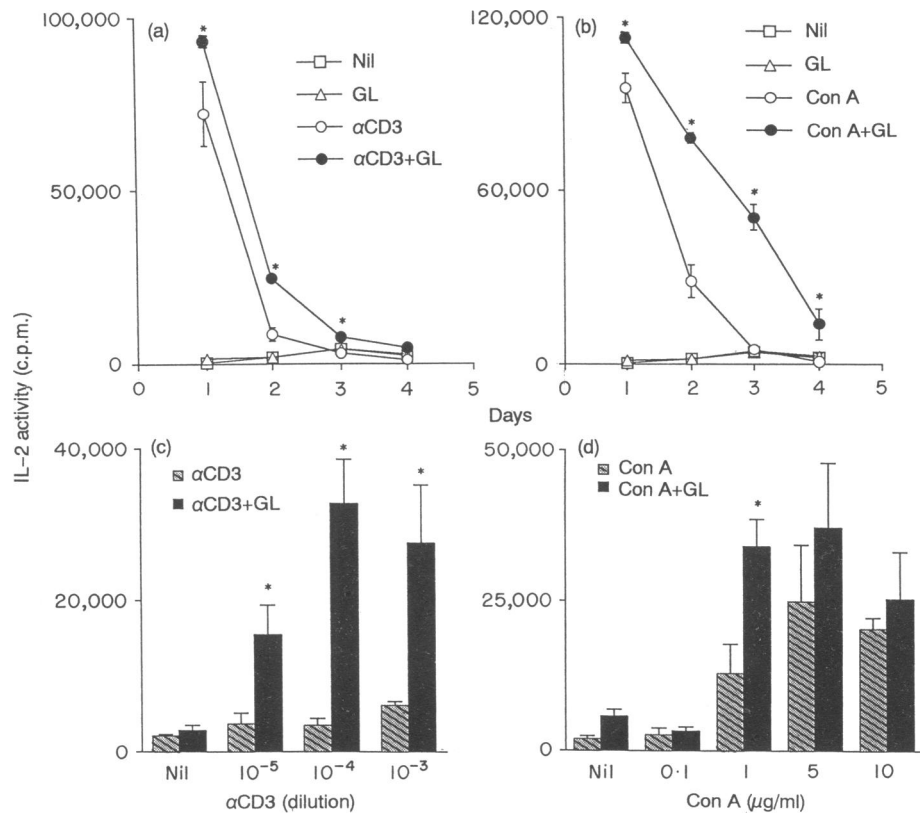 (a)
100,000
50,000
0
Nil
GL
αCD3
αCD3+GL
*
*
*
0 1 2 3 4 5
(b)
120,000
60,000
0
Nil
GL
Con A
Con A+GL
*
*
*
*
0 1 2 3 4 5
Days
IL–2 activity (c.p.m.)
(c)
40,000
20,000
0
αCD3
αCD3+GL
*
*
*
Nil 10⁻⁵ 10⁻⁴ 10⁻³
αCD3 (dilution)
(d)
50,000
25,000
0
Con A
Con A+GL
*
Nil 0·1 1 5 10
Con A (µg/ml)